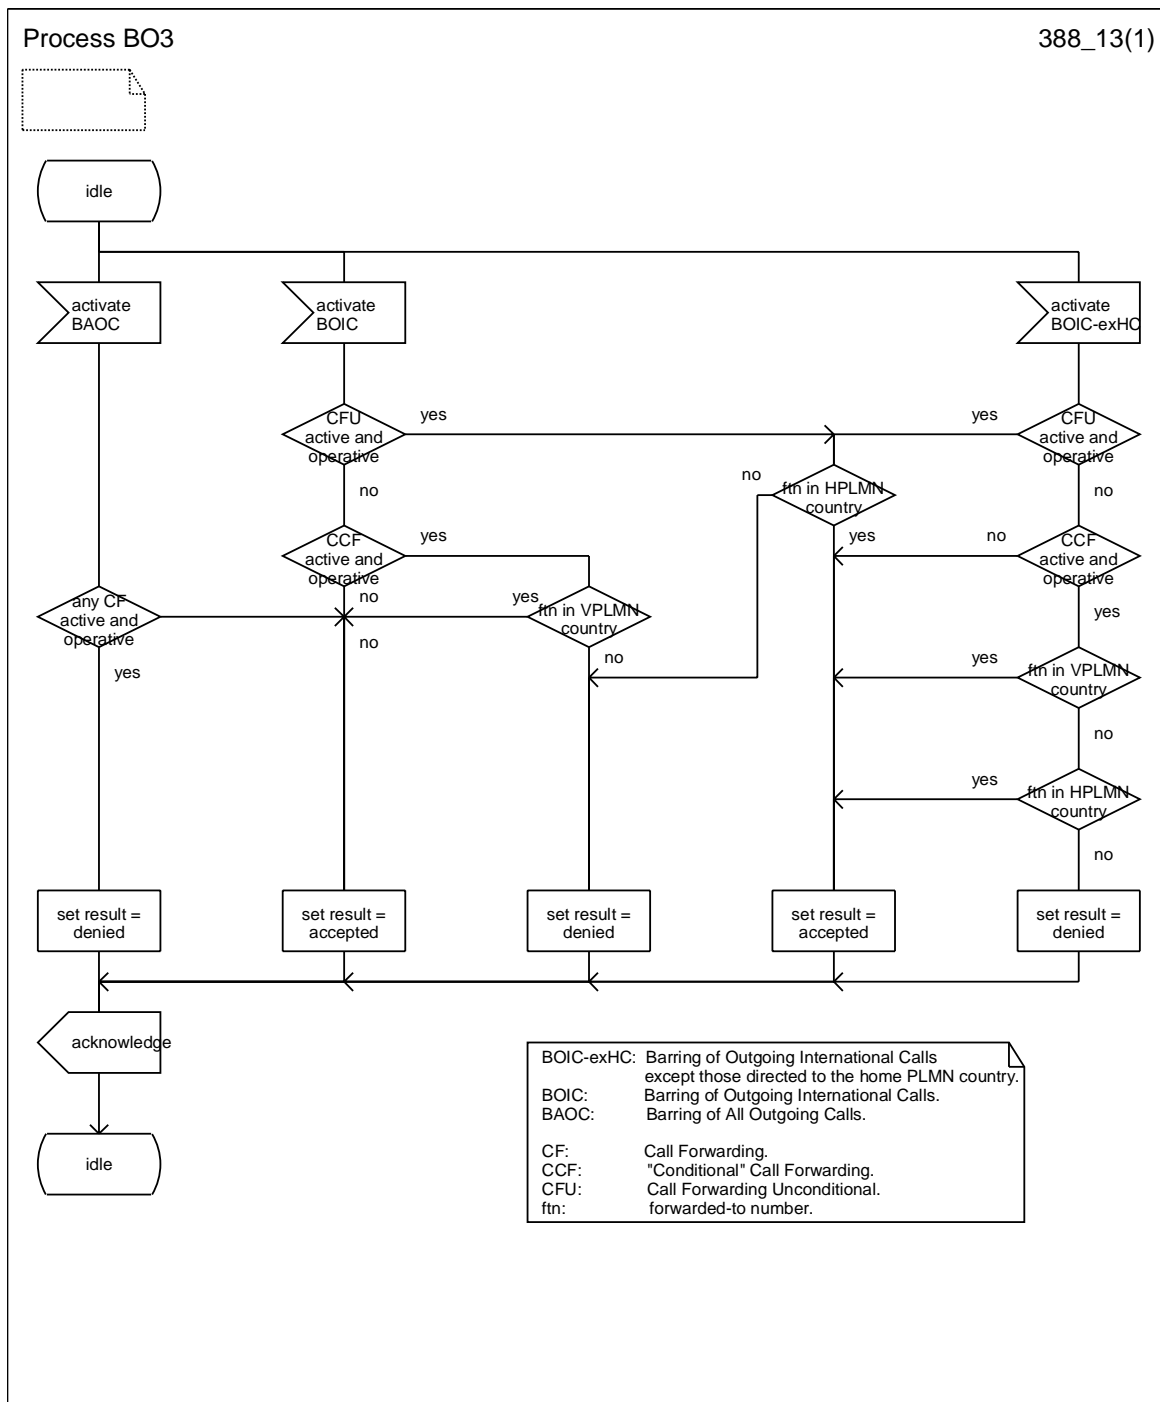 Process BO3
388_13(1)
idle
activate
BAOC
activate
BOIC
activate
BOIC-exHC
CFU
active and
operative
yes
yes
CFU
active and
operative
no
no
ftn in HPLMN
country
no
yes
CCF
active and
operative
yes
no
CCF
active and
operative
any CF
active and
operative
no
no
yes
ftn in VPLMN
country
yes
yes
no
yes
ftn in VPLMN
country
no
yes
ftn in HPLMN
country
no
set result =
denied
set result =
accepted
set result =
denied
set result =
accepted
set result =
denied
acknowledge
idle
BOIC-exHC: Barring of Outgoing International Calls
except those directed to the home PLMN country.
BOIC: Barring of Outgoing International Calls.
BAOC: Barring of All Outgoing Calls.
CF: Call Forwarding.
CCF: "Conditional" Call Forwarding.
CFU: Call Forwarding Unconditional.
ftn: forwarded-to number.